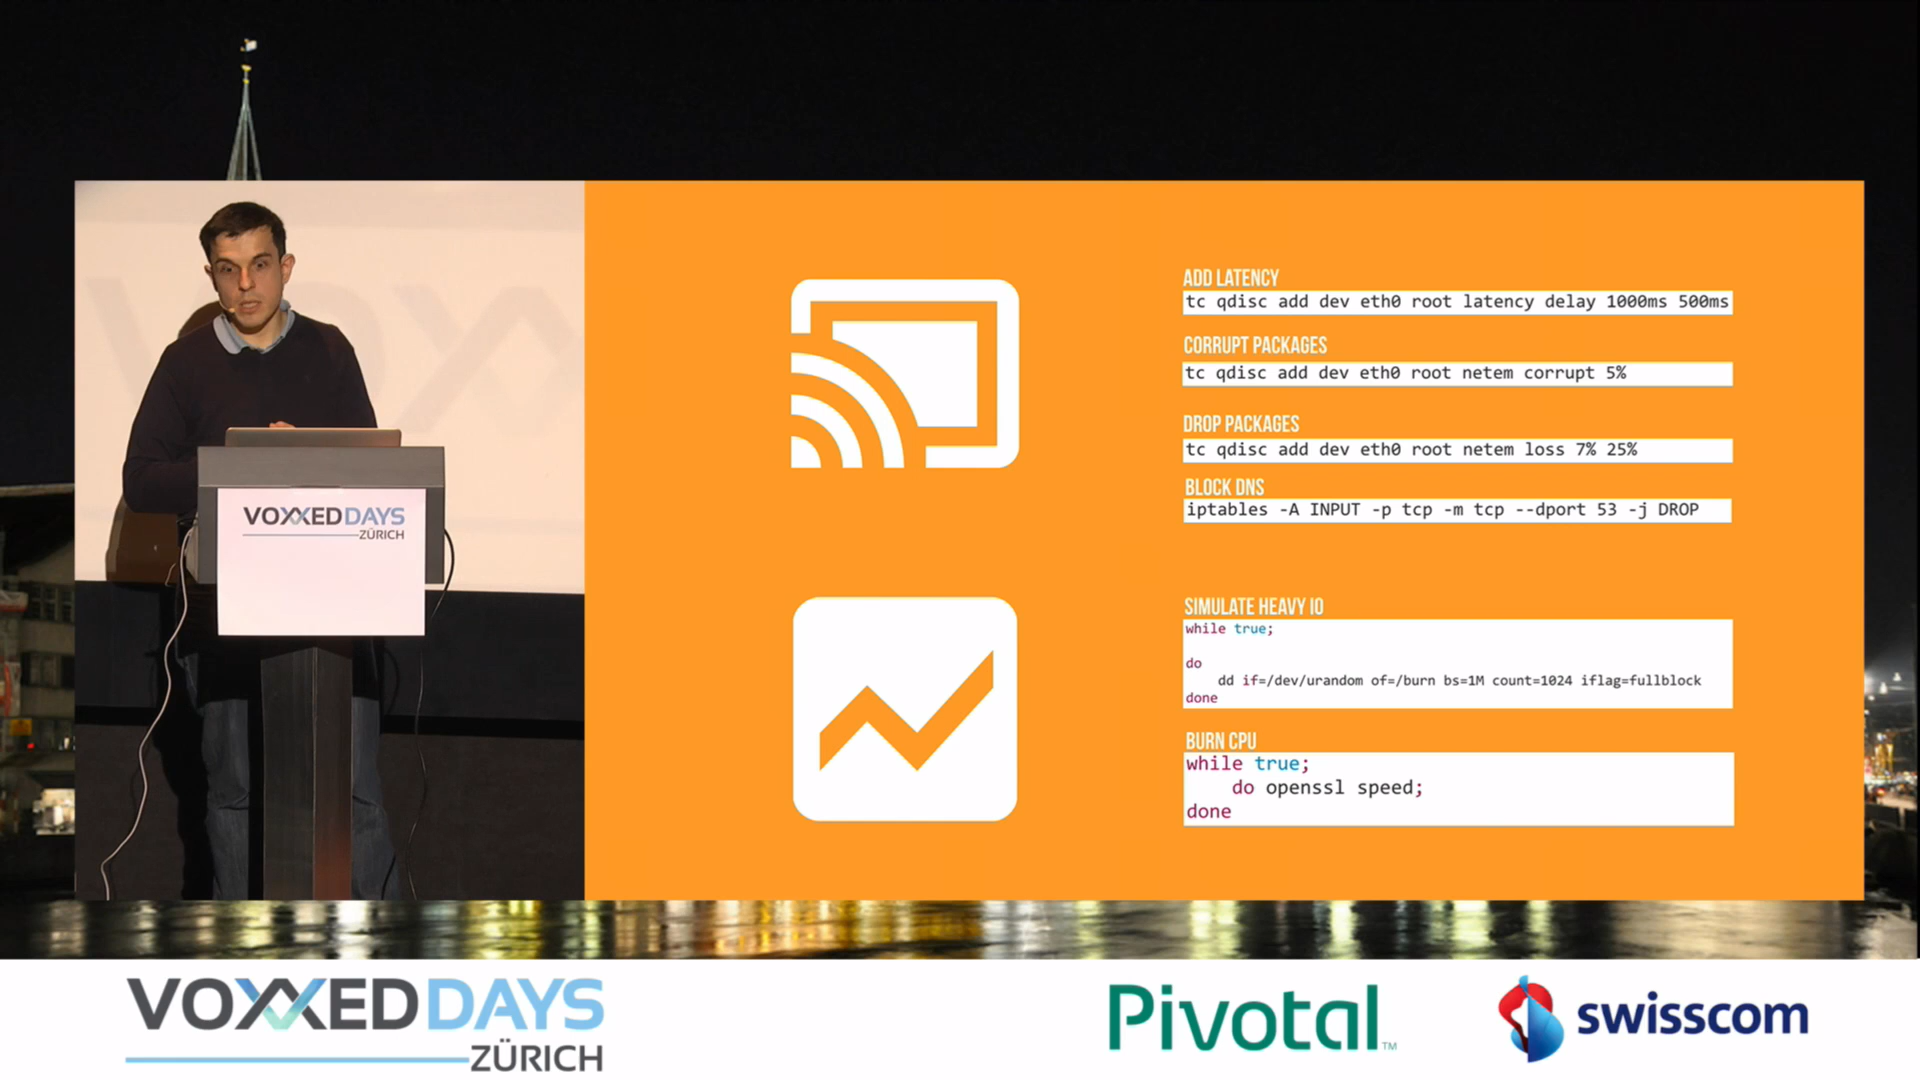 ADD LATENCY
tc qdisc add dev eth0 root latency delay 1000ms 500ms
CORRUPT PACKAGES
tc qdisc add dev eth0 root netem corrupt 5%
DROP PACKAGES
tc qdisc add dev eth0 root netem loss 7% 25%
BLOCK DNS
iptables -A INPUT -p tcp -m tcp --dport 53 -j DROP
SIMULATE HEAVY IO
while true;
do
dd if=/dev/urandom of=/burn bs=1M count=1024 iflag=fullblock
done
BURN CPU
while true;
do openssl speed;
done
VOXXED DAYS
ZÜRICH
VOXXED DAYS
ZÜRICH
Pivotal™
swisscom